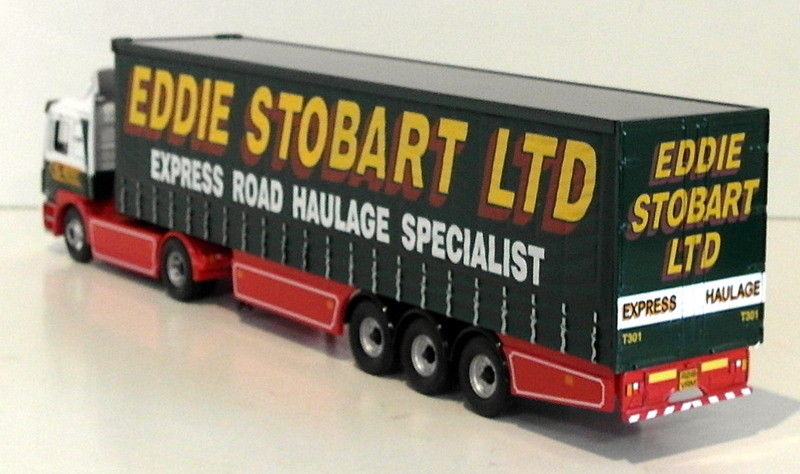 EDDIE STOBART LTD
EXPRESS ROAD HAULAGE SPECIALIST
EDDIE
STOBART
LTD
EXPRESS HAULAGE
T301 T301